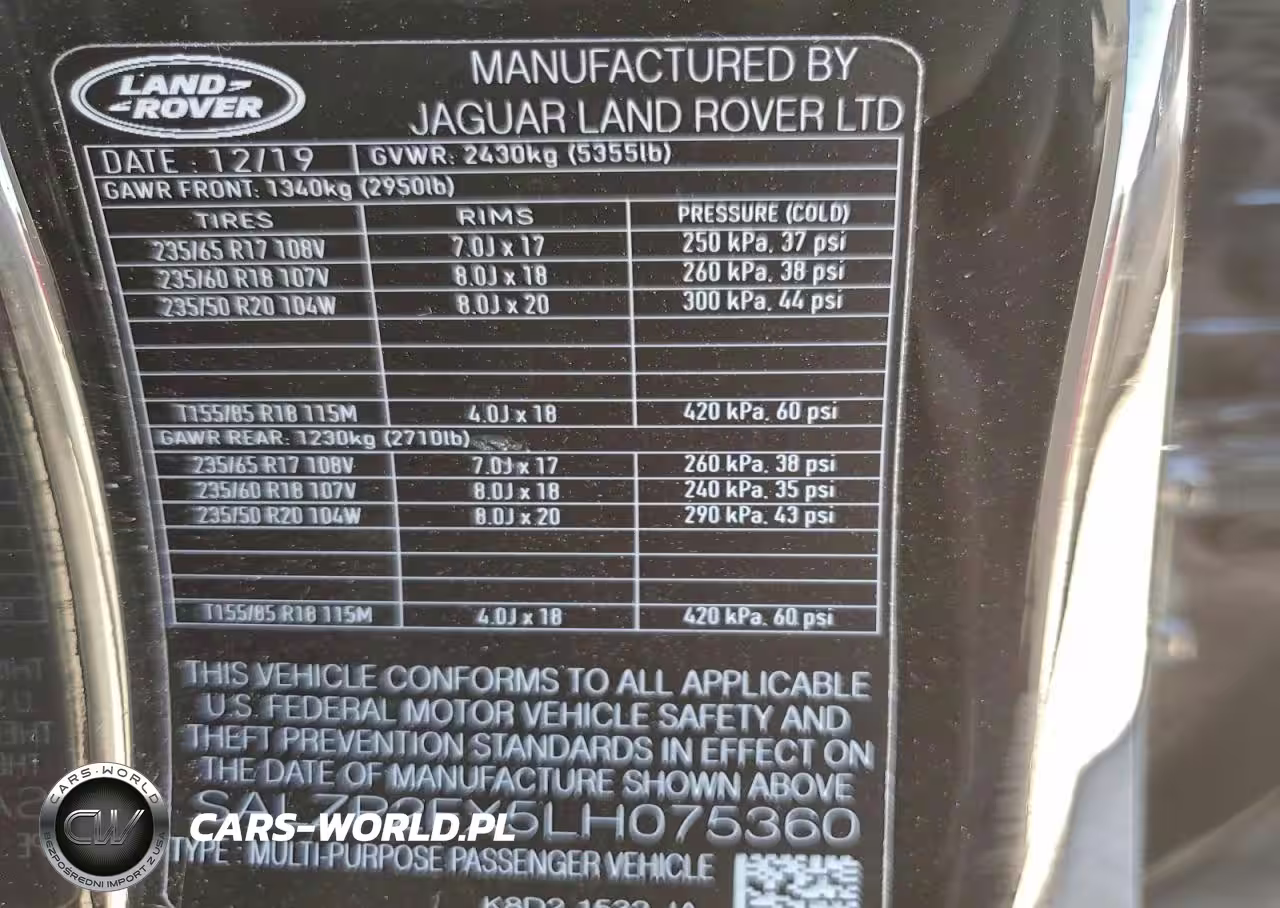 LAND ROVER
MANUFACTURED BY
JAGUAR LAND ROVER LTD
DATE : 12/19 GVWR: 2430kg (5355lb)
GAWR FRONT: 1340kg (2950lb)
TIRES RIMS PRESSURE (COLD)
235/65 R17 108V 7.0J x 17 250 kPa, 37 psi
235/60 R18 107V 8.0J x 18 260 kPa, 38 psi
235/50 R20 104W 8.0J x 20 300 kPa, 44 psi
T155/85 R18 115M 4.0J x 18 420 kPa, 60 psi
GAWR REAR: 1230kg (2710lb)
235/65 R17 108V 7.0J x 17 260 kPa, 38 psi
235/60 R18 107V 8.0J x 18 240 kPa, 35 psi
235/50 R20 104W 8.0J x 20 290 kPa, 43 psi
T155/85 R18 115M 4.0J x 18 420 kPa, 60 psi
THIS VEHICLE CONFORMS TO ALL APPLICABLE
U.S. FEDERAL MOTOR VEHICLE SAFETY AND
THEFT PREVENTION STANDARDS IN EFFECT ON
THE DATE OF MANUFACTURE SHOWN ABOVE
CARS-WORLD.PL
TYPE : MULTI-PURPOSE PASSENGER VEHICLE
CARS-WORLD
CW
BEZPOŚREDNI IMPORT Z USA